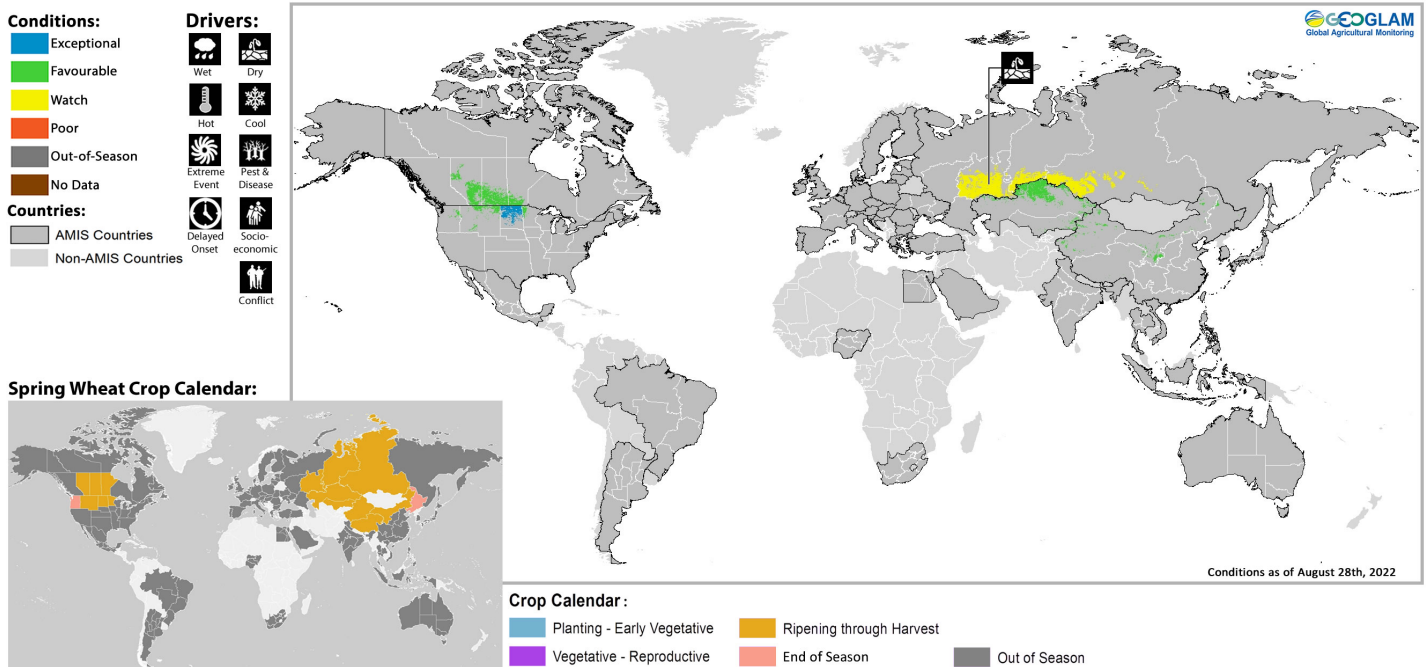 Conditions:
Exceptional
Favourable
Watch
Poor
Out-of-Season
No Data
Countries:
AMIS Countries
Non-AMIS Countries
Drivers:
Wet
Dry
Hot
Cool
Extreme
Event
Pest &
Disease
Delayed
Onset
Socio-
economic
Conflict
GEOGLAM
Global Agricultural Monitoring
Spring Wheat Crop Calendar:
Conditions as of August 28th, 2022
Crop Calendar :
Planting - Early Vegetative
Ripening through Harvest
Vegetative - Reproductive
End of Season
Out of Season